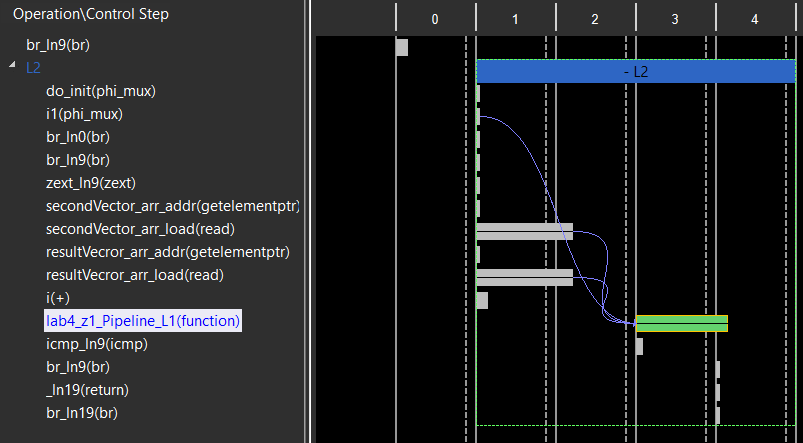 Operation\Control Step
0 1 2 3 4
br_ln9(br)
L2
- L2
do_init(phi_mux)
i1(phi_mux)
br_ln0(br)
br_ln9(br)
zext_ln9(zext)
secondVector_arr_addr(getelementptr)
secondVector_arr_load(read)
resultVecror_arr_addr(getelementptr)
resultVecror_arr_load(read)
i(+)
lab4_z1_Pipeline_L1(function)
icmp_ln9(icmp)
br_ln9(br)
_ln19(return)
br_ln19(br)